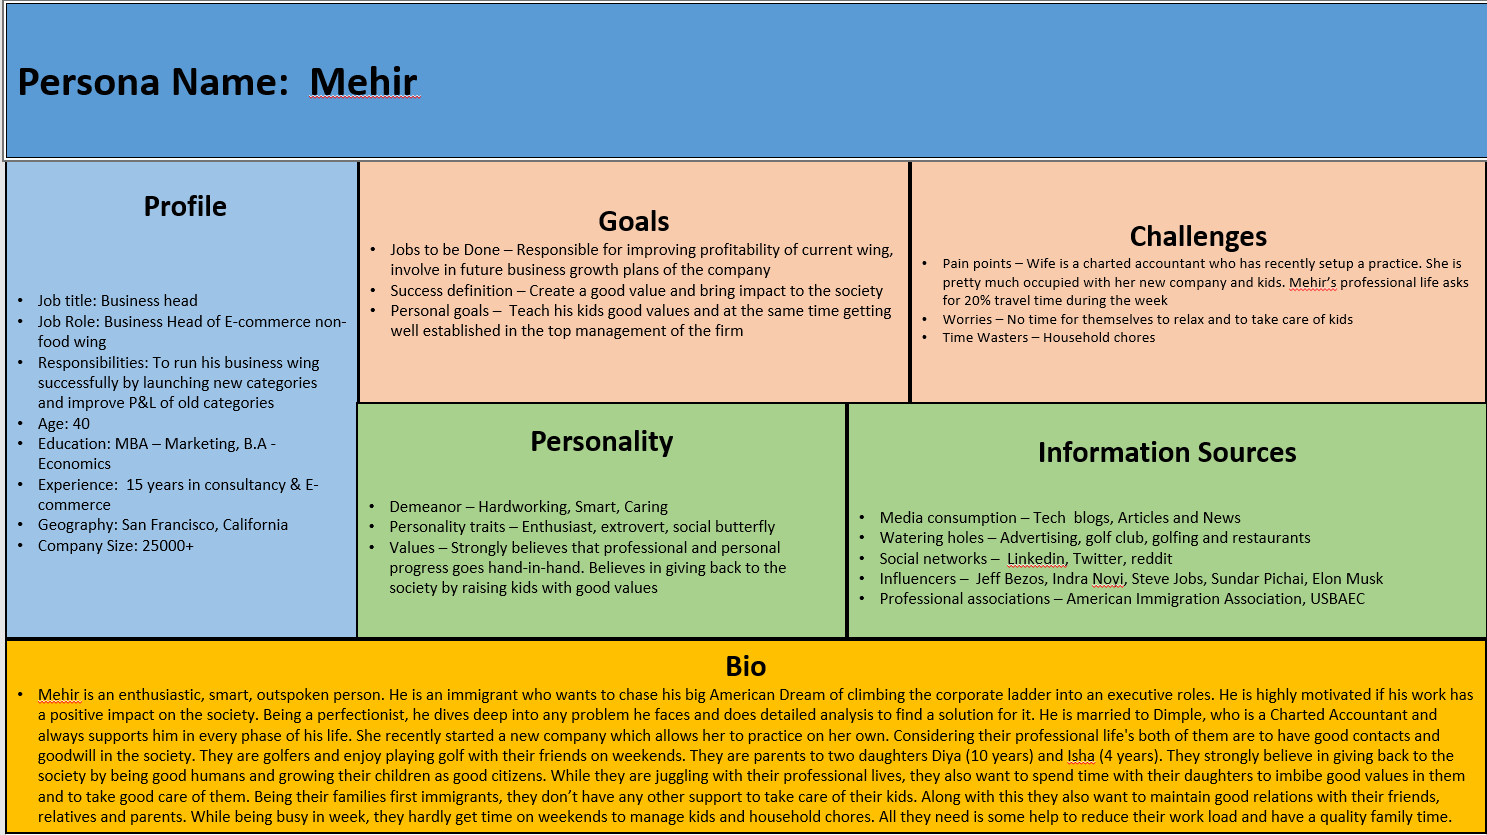 Persona Name:  Mehir
Profile
• Job title: Business head
• Job Role: Business Head of E-commerce non-
food wing
• Responsibilities: To run his business wing
successfully by launching new categories
and improve P&L of old categories
• Age: 40
• Education: MBA – Marketing, B.A -
Economics
• Experience:  15 years in consultancy & E-
commerce
• Geography: San Francisco, California
• Company Size: 25000+
Goals
• Jobs to be Done – Responsible for improving profitability of current wing,
involve in future business growth plans of the company
• Success definition – Create a good value and bring impact to the society
• Personal goals –  Teach his kids good values and at the same time getting
well established in the top management of the firm
Challenges
• Pain points – Wife is a charted accountant who has recently setup a practice. She is
pretty much occupied with her new company and kids. Mehir’s professional life asks
for 20% travel time during the week
• Worries – No time for themselves to relax and to take care of kids
• Time Wasters – Household chores
Personality
• Demeanor – Hardworking, Smart, Caring
• Personality traits – Enthusiast, extrovert, social butterfly
• Values – Strongly believes that professional and personal
progress goes hand-in-hand. Believes in giving back to the
society by raising kids with good values
Information Sources
• Media consumption – Tech  blogs, Articles and News
• Watering holes – Advertising, golf club, golfing and restaurants
• Social networks –  Linkedin, Twitter, reddit
• Influencers –  Jeff Bezos, Indra Novi, Steve Jobs, Sundar Pichai, Elon Musk
• Professional associations – American Immigration Association, USBAEC
Bio
• Mehir is an enthusiastic, smart, outspoken person. He is an immigrant who wants to chase his big American Dream of climbing the corporate ladder into an executive roles. He is highly motivated if his work has
a positive impact on the society. Being a perfectionist, he dives deep into any problem he faces and does detailed analysis to find a solution for it. He is married to Dimple, who is a Charted Accountant and
always supports him in every phase of his life. She recently started a new company which allows her to practice on her own. Considering their professional life's both of them are to have good contacts and
goodwill in the society. They are golfers and enjoy playing golf with their friends on weekends. They are parents to two daughters Diya (10 years) and Isha (4 years). They strongly believe in giving back to the
society by being good humans and growing their children as good citizens. While they are juggling with their professional lives, they also want to spend time with their daughters to imbibe good values in them
and to take good care of them. Being their families first immigrants, they don’t have any other support to take care of their kids. Along with this they also want to maintain good relations with their friends,
relatives and parents. While being busy in week, they hardly get time on weekends to manage kids and household chores. All they need is some help to reduce their work load and have a quality family time.